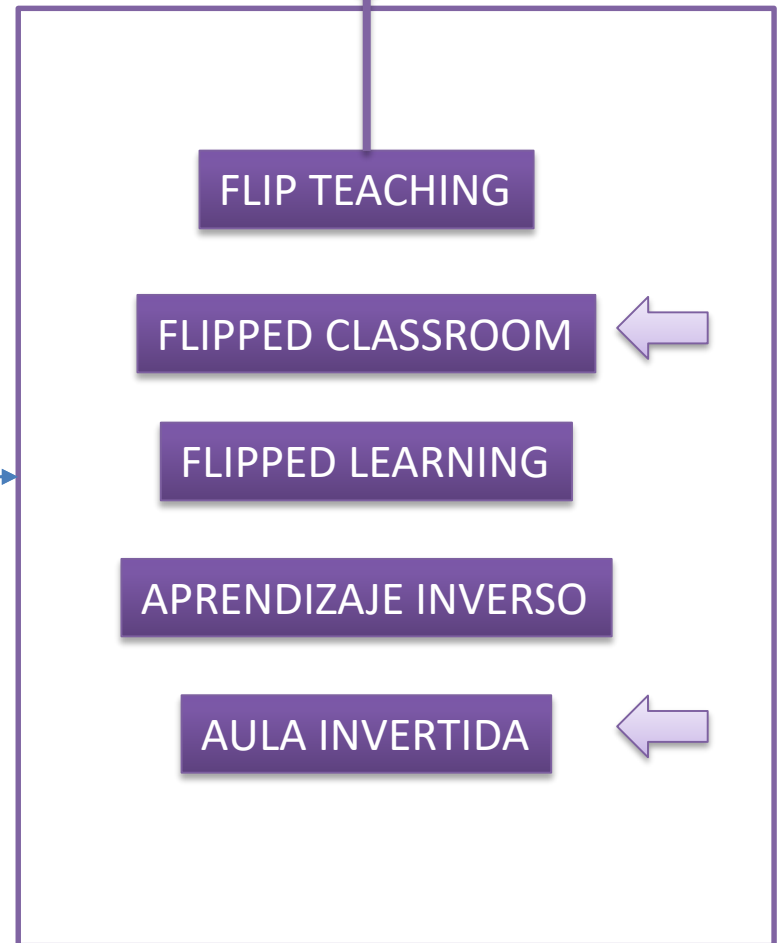 FLIP TEACHING
FLIPPED CLASSROOM
FLIPPED LEARNING
APRENDIZAJE INVERSO
AULA INVERTIDA